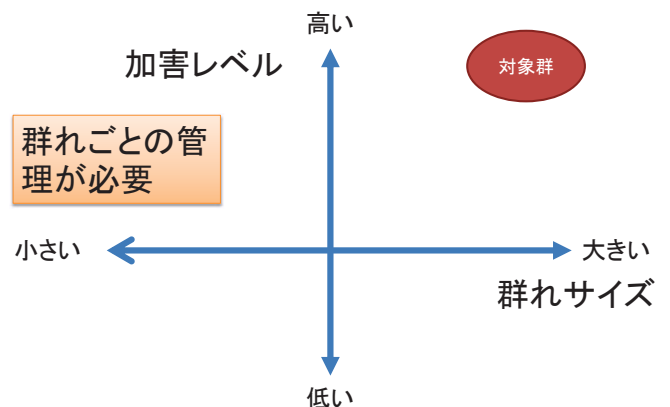 高い
加害レベル
対象群
群れごとの管
理が必要
小さい
大きい
群れサイズ
低い